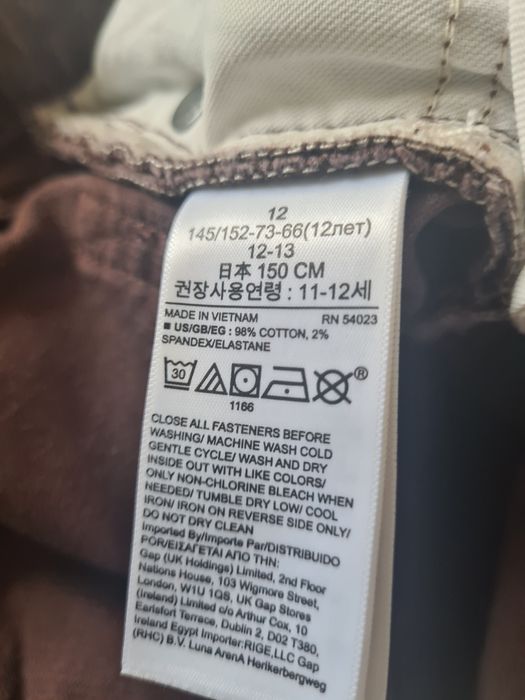 12
145/152-73-66(12лет)
12-13
日本 150 CM
권장사용연령 : 11-12세
MADE IN VIETNAM RN 54023
■ US/GB/EG : 98% COTTON, 2%
SPANDEX/ELASTANE
30 ®
1166
CLOSE ALL FASTENERS BEFORE
WASHING/ MACHINE WASH COLD
GENTLE CYCLE/ WASH AND DRY
INSIDE OUT WITH LIKE COLORS/
ONLY NON-CHLORINE BLEACH WHEN
NEEDED/ TUMBLE DRY LOW/ COOL
IRON/ IRON ON REVERSE SIDE ONLY/
DO NOT DRY CLEAN
Imported By/Importe Par/DISTRIBUIDO
POR/ΕΙΣΑΓΕΤΑΙ ΑΠΟ ΤΗΝ:
Gap (UK Holdings) Limited, 2nd Floor
Nations House, 103 Wigmore Street,
London, W1U 1QS, UK Gap Stores
(Ireland) Limited c/o Arthur Cox, 10
Earlsfort Terrace, Dublin 2, D02 T380,
Ireland Egypt Importer:RIGE,LLC Gap
(RHC) B.V. Luna ArenA Herikerbergweg